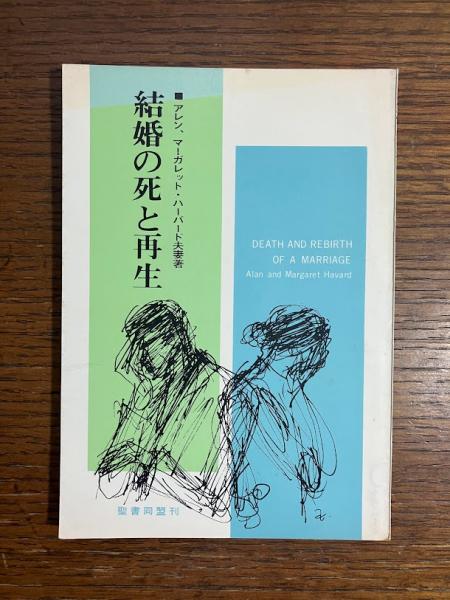 結婚の死と再生
■アレン、マーガレット・ハーバード夫妻著
DEATH AND REBIRTH
OF A MARRIAGE
Alan and Margaret Havard
聖書同盟刊